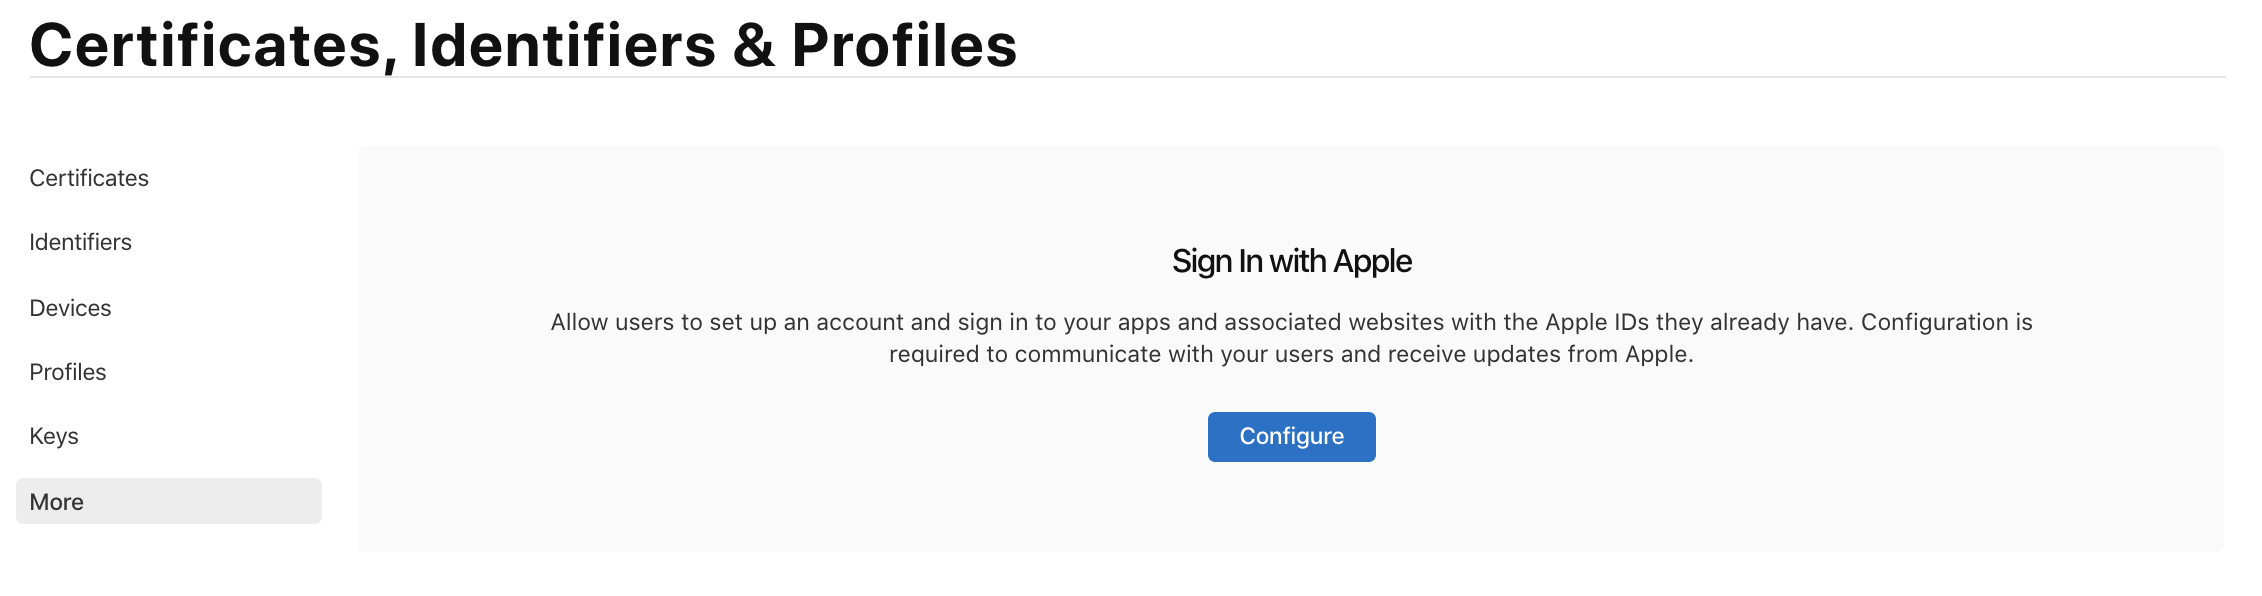 Certificates, Identifiers & Profiles
Certificates
Identifiers
Devices
Profiles
Keys
More
Sign In with Apple
Allow users to set up an account and sign in to your apps and associated websites with the Apple IDs they already have. Configuration is
required to communicate with your users and receive updates from Apple.
Configure